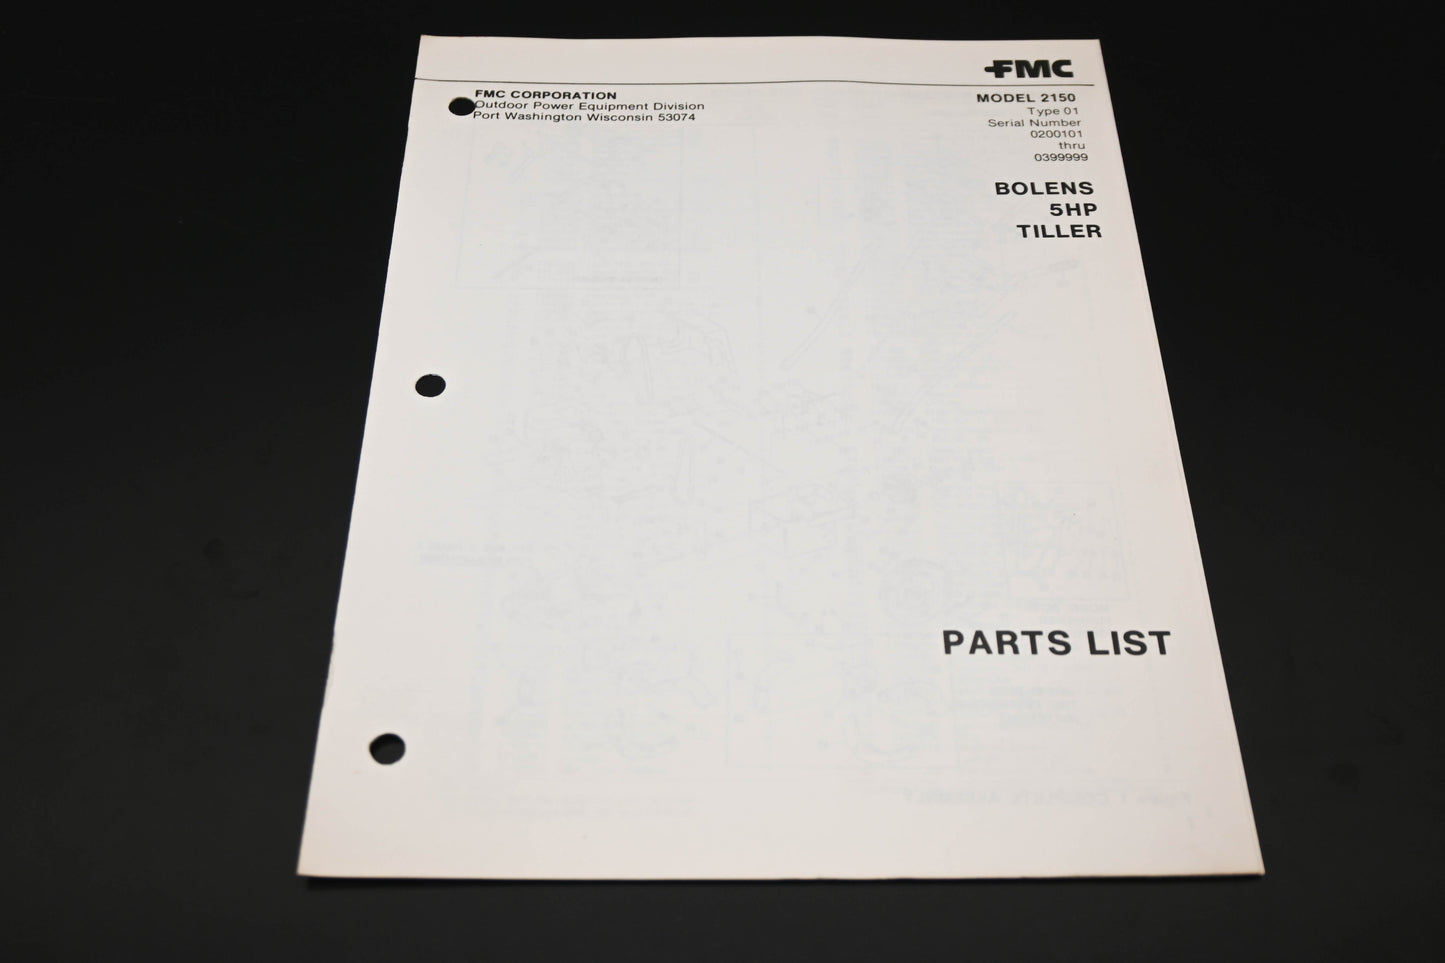 FMC
FMC CORPORATION
Outdoor Power Equipment Division
Port Washington Wisconsin 53074
MODEL 2150
Type 01
Serial Number
0200101
thru
0399999
BOLENS
5HP
TILLER
PARTS LIST